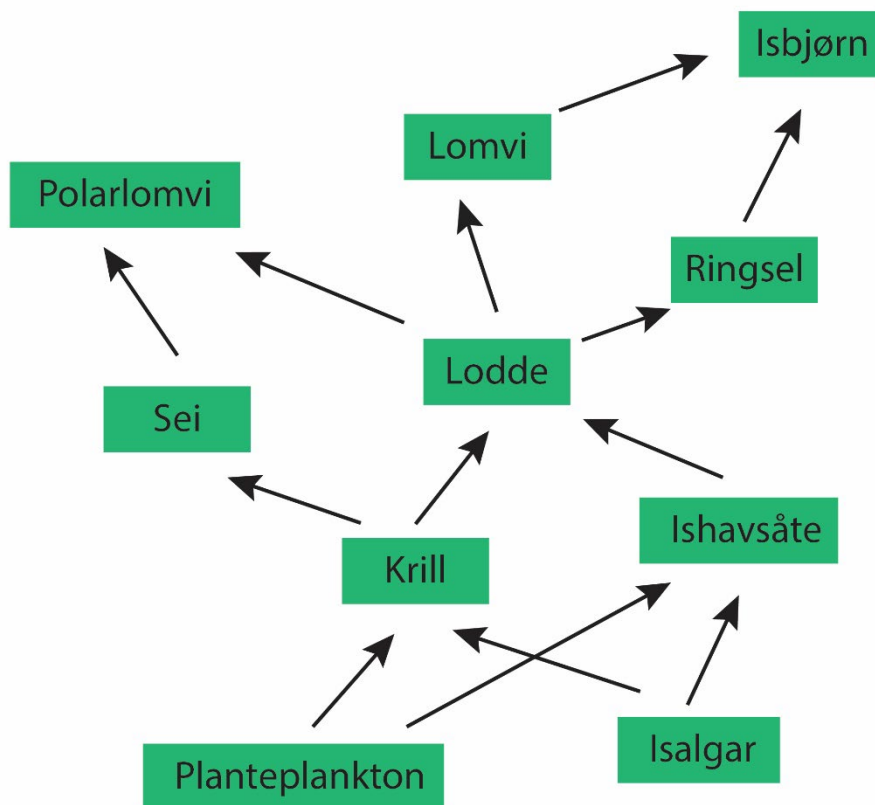 Isbjørn
Lomvi
Polarlomvi
Ringsel
Lodde
Sei
Ishavsåte
Krill
Isalgar
Planteplankton